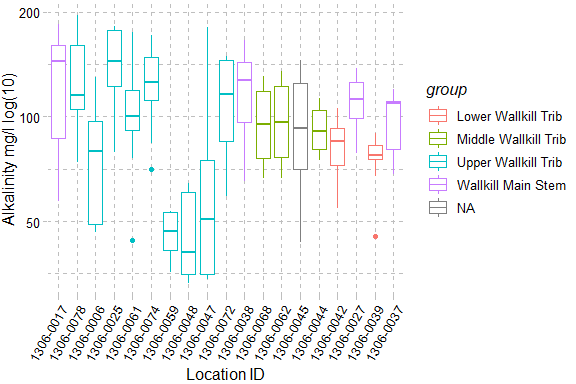 200
100
50
Alkalinity mg/l log(10)
1306-0017
1306-0078
1306-0006
1306-0025
1306-0061
1306-0074
1306-0059
1306-0048
1306-0047
1306-0072
1306-0038
1306-0068
1306-0062
1306-0045
1306-0044
1306-0042
1306-0027
1306-0039
1306-0037
Location ID
group
Lower Wallkill Trib
Middle Wallkill Trib
Upper Wallkill Trib
Wallkill Main Stem
NA